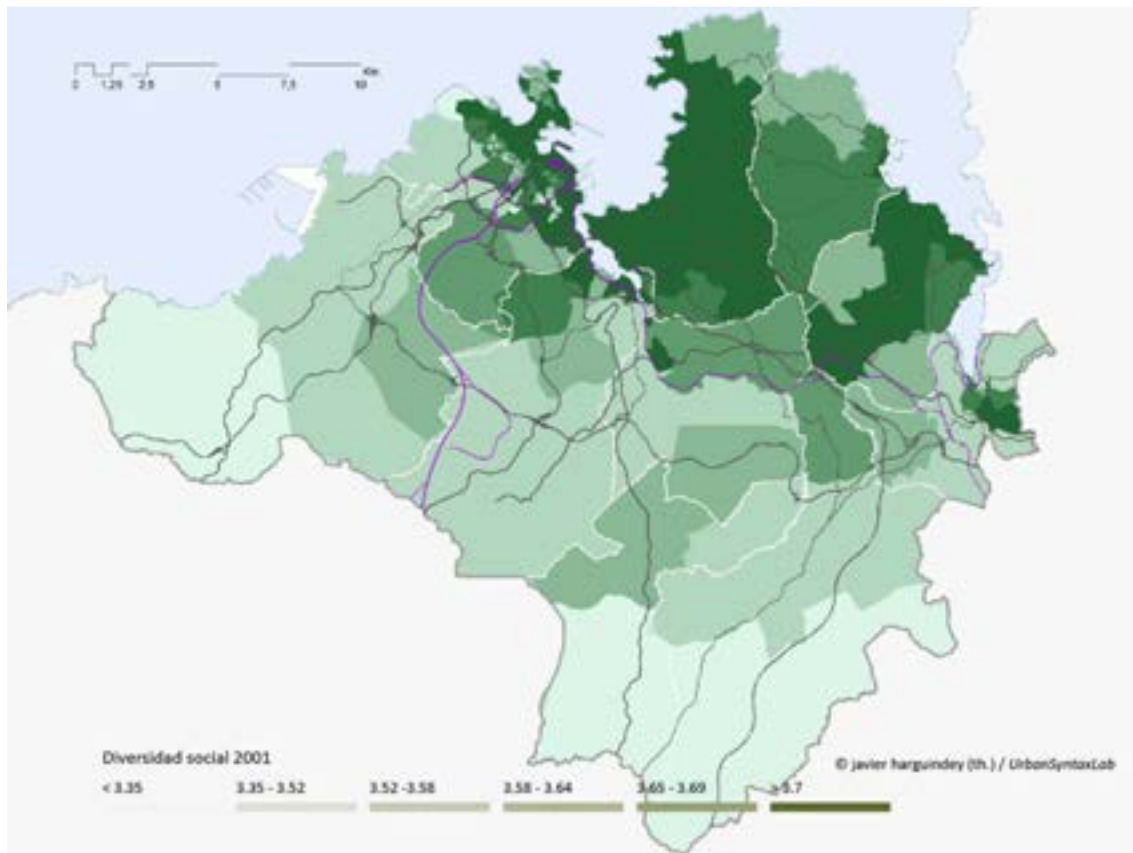 Km
0 1,25 2,5 5 7,5 10
Diversidad social 2001
< 3.35 3.35 - 3.52 3.52 -3.58 3.58 - 3.64 3.65 - 3.69 > 3.7
© javier harguindey (th.) / UrbanSyntaxLab